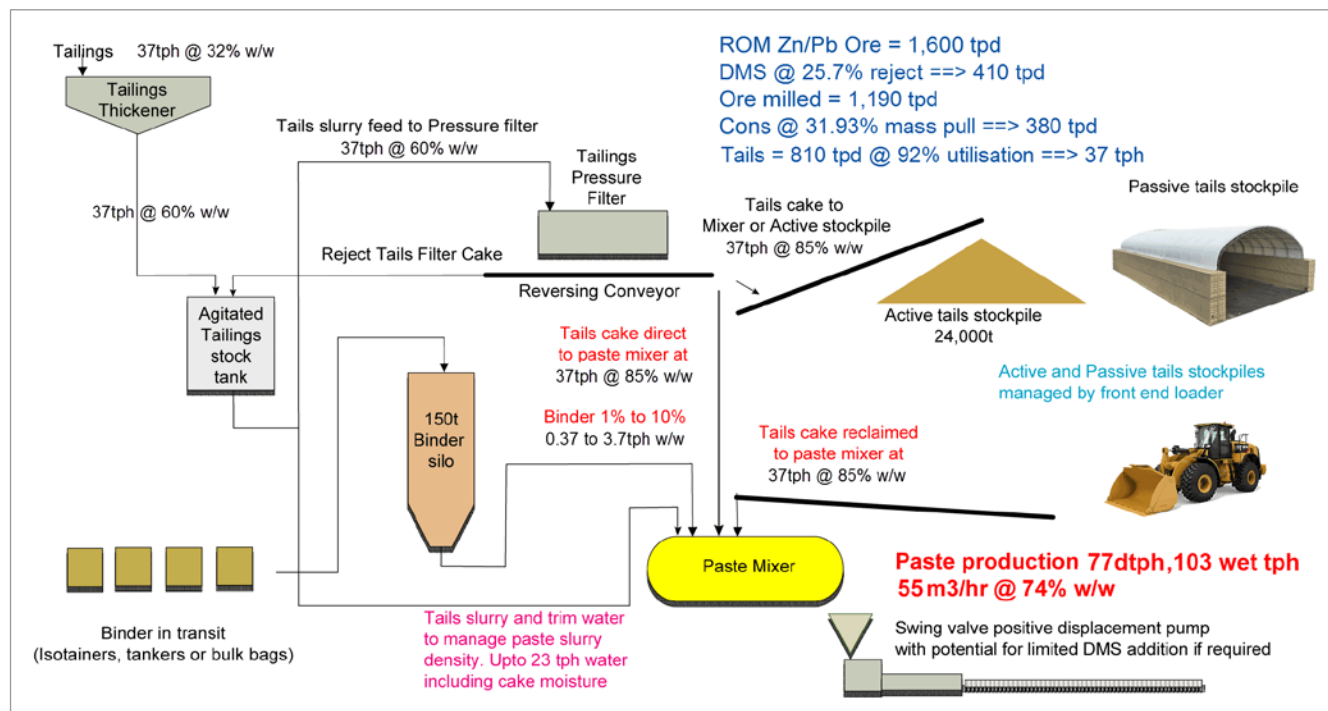 Tailings 37tph @ 32% w/w
Tailings
Thickener
37tph @ 60% w/w
Tails slurry feed to Pressure filter
37tph @ 60% w/w
Tailings
Pressure
Filter
ROM Zn/Pb Ore = 1,600 tpd
DMS @ 25.7% reject ==> 410 tpd
Ore milled = 1,190 tpd
Cons @ 31.93% mass pull ==> 380 tpd
Tails = 810 tpd @ 92% utilisation ==> 37 tph
Passive tails stockpile
Tails cake to
Mixer or Active stockpile
37tph @ 85% w/w
Reject Tails Filter Cake
Reversing Conveyor
Active tails stockpile
24,000t
Agitated
Tailings
stock
tank
Tails cake direct
to paste mixer at
37tph @ 85% w/w
Active and Passive tails stockpiles
managed by front end loader
150t
Binder
silo
Binder 1% to 10%
0.37 to 3.7tph w/w
Tails cake reclaimed
to paste mixer at
37tph @ 85% w/w
Paste Mixer
Paste production 77dtph,103 wet tph
55m3/hr @ 74% w/w
Binder in transit
(Isotainers, tankers or bulk bags)
Tails slurry and trim water
to manage paste slurry
density. Upto 23 tph water
including cake moisture
Swing valve positive displacement pump
with potential for limited DMS addition if required